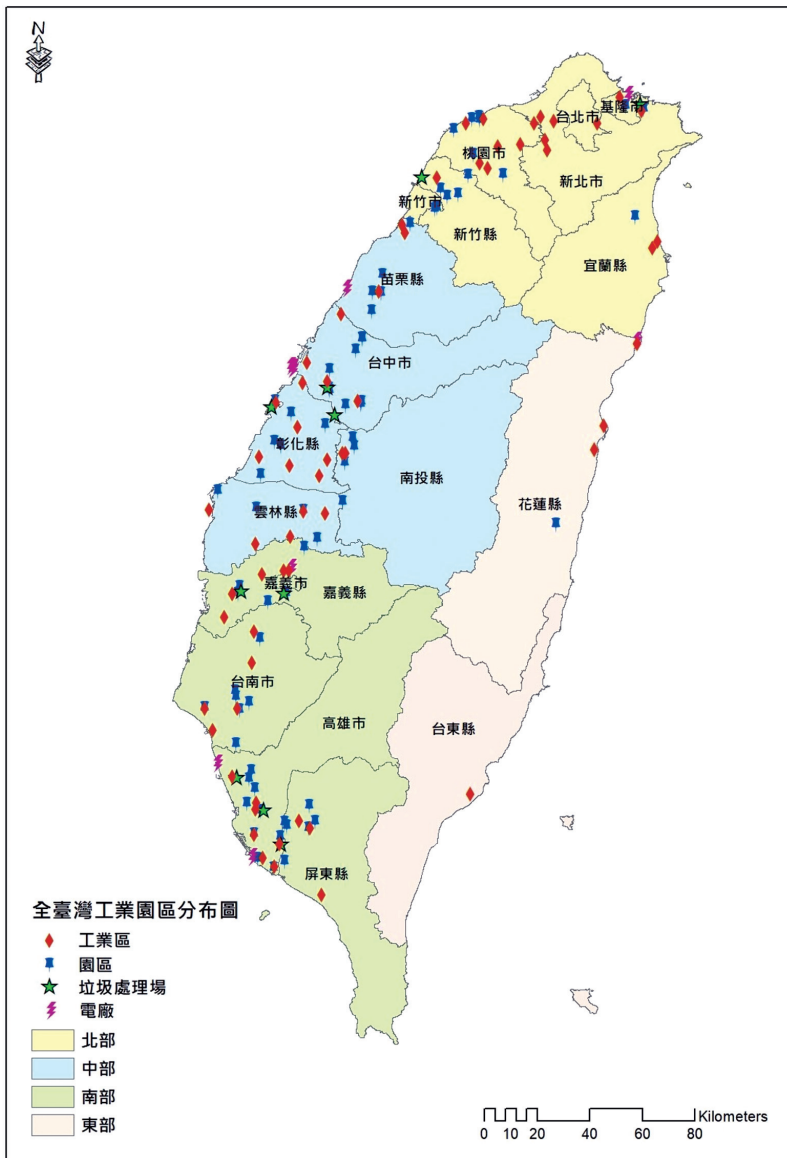 N
基隆市
台北市
桃園市
新北市
新竹市
新竹縣
宜蘭縣
苗栗縣
台中市
彰化縣
南投縣
花蓮縣
雲林縣
嘉義市
嘉義縣
台南市
高雄市
台東縣
屏東縣
全臺灣工業園區分布圖
工業區
園區
垃圾處理場
電廠
北部
中部
南部
東部
Kilometers
0 10 20 40 60 80